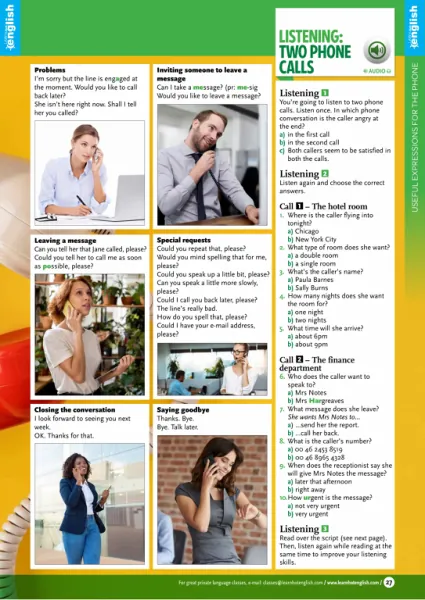 english
english
USEFUL EXPRESSIONS FOR THE PHONE
LISTENING:
TWO PHONE
CALLS
AUDIO
Problems
I'm sorry but the line is engaged at
the moment. Would you like to call
back later?
She isn't here right now. Shall I tell
her you called?
Inviting someone to leave a
message
Can I take a message? (pr: me-sig
Would you like to leave a message?
Leaving a message
Can you tell her that Jane called, please?
Could you tell her to call me as soon
as possible, please?
Special requests
Could you repeat that, please?
Would you mind spelling that for me,
please?
Could you speak up a little bit, please?
Can you speak a little more slowly,
please?
Could I call you back later, please?
The line's really bad.
How do you spell that, please?
Could I have your e-mail address,
please?
Closing the conversation
I look forward to seeing you next
week.
OK. Thanks for that.
Saying goodbye
Thanks. Bye.
Bye. Talk later.
Listening 1
You're going to listen to two phone
calls. Listen once. In which phone
conversation is the caller angry at
the end?
a) in the first call
b) in the second call
c) Both callers seem to be satisfied in
both the calls.
Listening 2
Listen again and choose the correct
answers.
Call 1 – The hotel room
1. Where is the caller flying into
tonight?
a) Chicago
b) New York City
2. What type of room does she want?
a) a double room
b) a single room
3. What's the caller's name?
a) Paula Barnes
b) Sally Burns
4. How many nights does she want
the room for?
a) one night
b) two nights
5. What time will she arrive?
a) about 6pm
b) about 9pm
Call 2 – The finance
department
6. Who does the caller want to
speak to?
a) Mrs Notes
b) Mrs Hargreaves
7. What message does she leave?
She wants Mrs Notes to...
a) ...send her the report.
b) ...call her back.
8. What is the caller's number?
a) 00 46 2453 8519
b) 00 46 8965 4328
9. When does the receptionist say she
will give Mrs Notes the message?
a) later that afternoon
b) right away
10. How urgent is the message?
a) not very urgent
b) very urgent
Listening 3
Read over the script (see next page).
Then, listen again while reading at the
same time to improve your listening
skills.
For great private language classes, e-mail: classes@learnhotenglish.com / www.learnhotenglish.com / 27